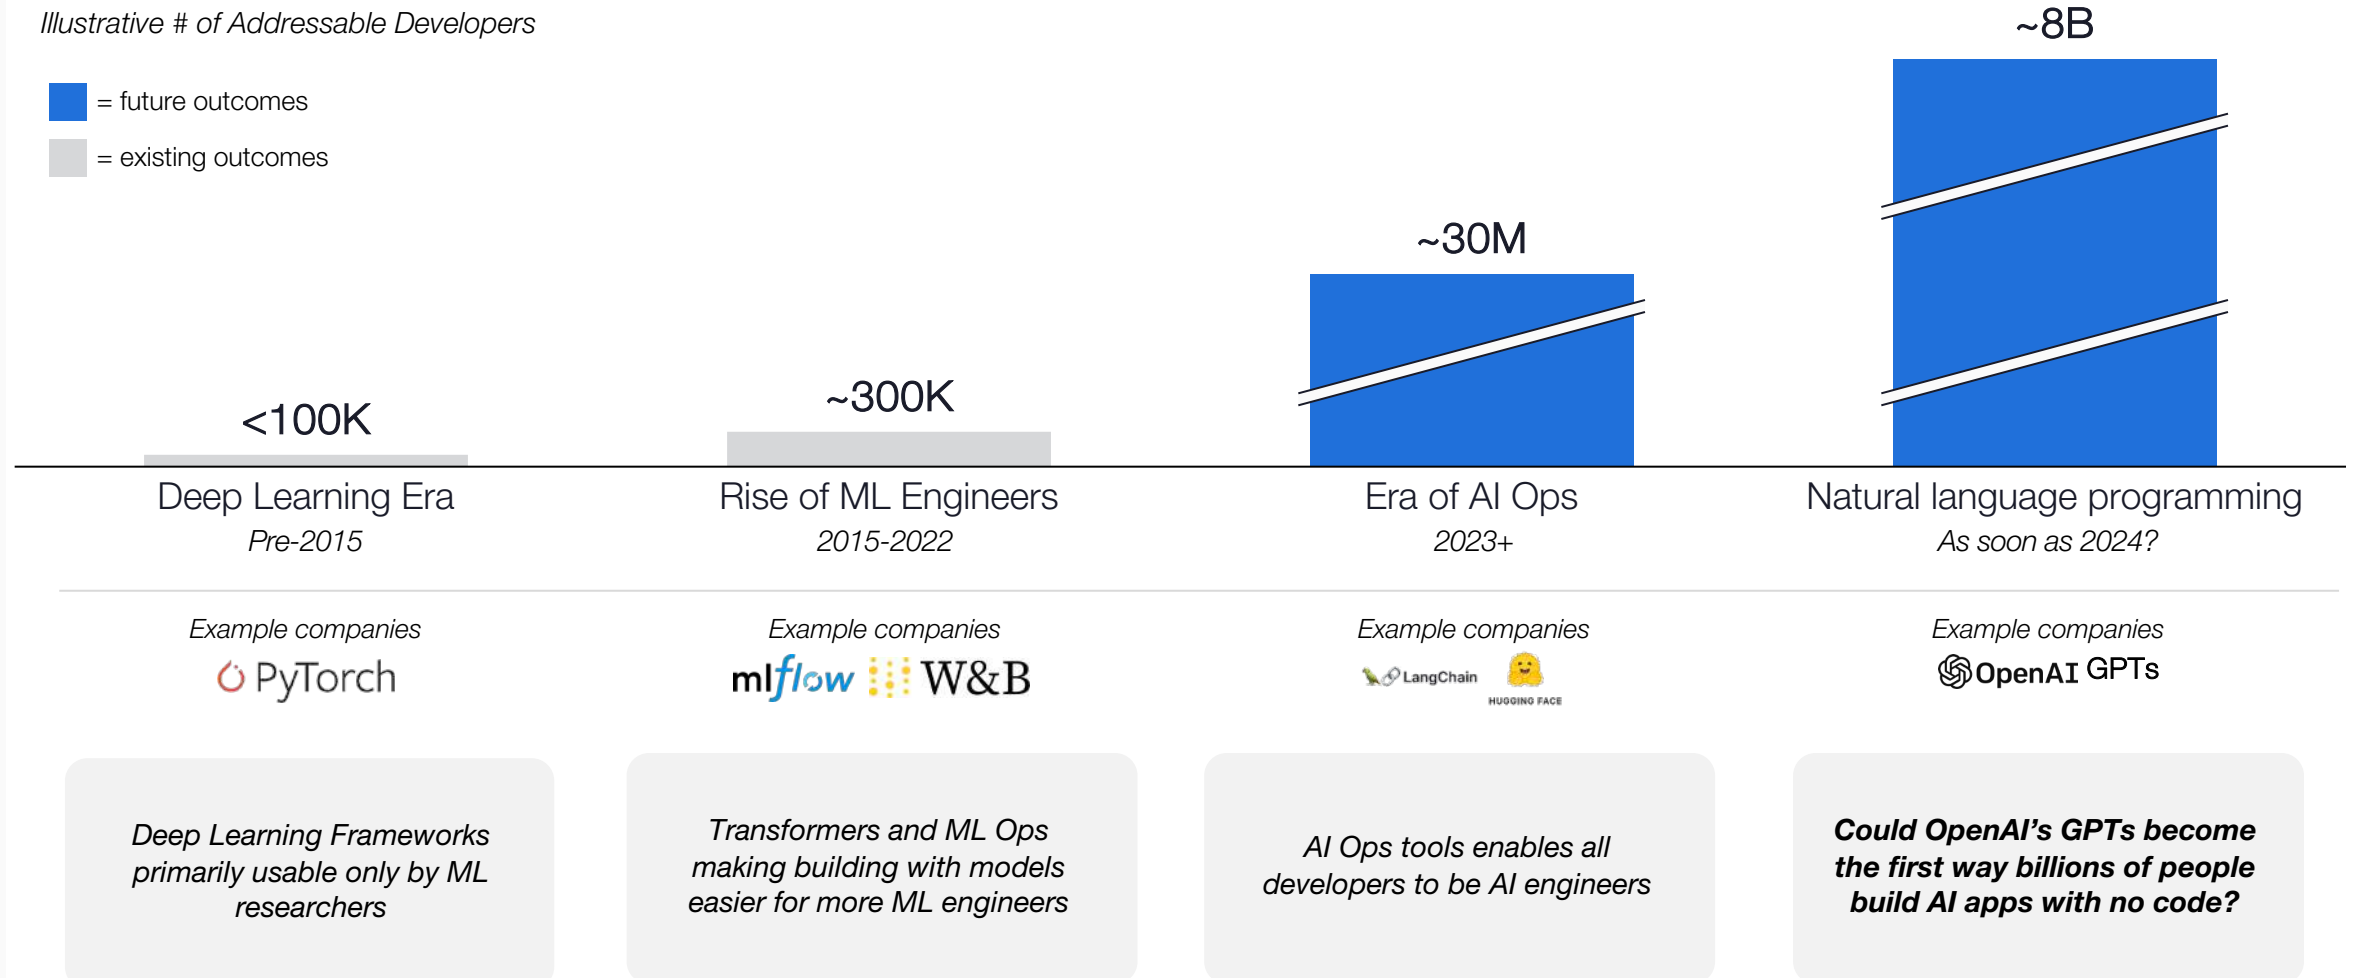 Illustrative # of Addressable Developers
= future outcomes
= existing outcomes
<100K
~300K
~30M
~8B
Deep Learning Era
Pre-2015
Rise of ML Engineers
2015-2022
Era of AI Ops
2023+
Natural language programming
As soon as 2024?
Example companies
PyTorch
Example companies
mlflow W&B
Example companies
LangChain
HUGGING FACE
Example companies
OpenAI GPTs
Deep Learning Frameworks
primarily usable only by ML
researchers
Transformers and ML Ops
making building with models
easier for more ML engineers
AI Ops tools enables all
developers to be AI engineers
Could OpenAI’s GPTs become
the first way billions of people
build AI apps with no code?